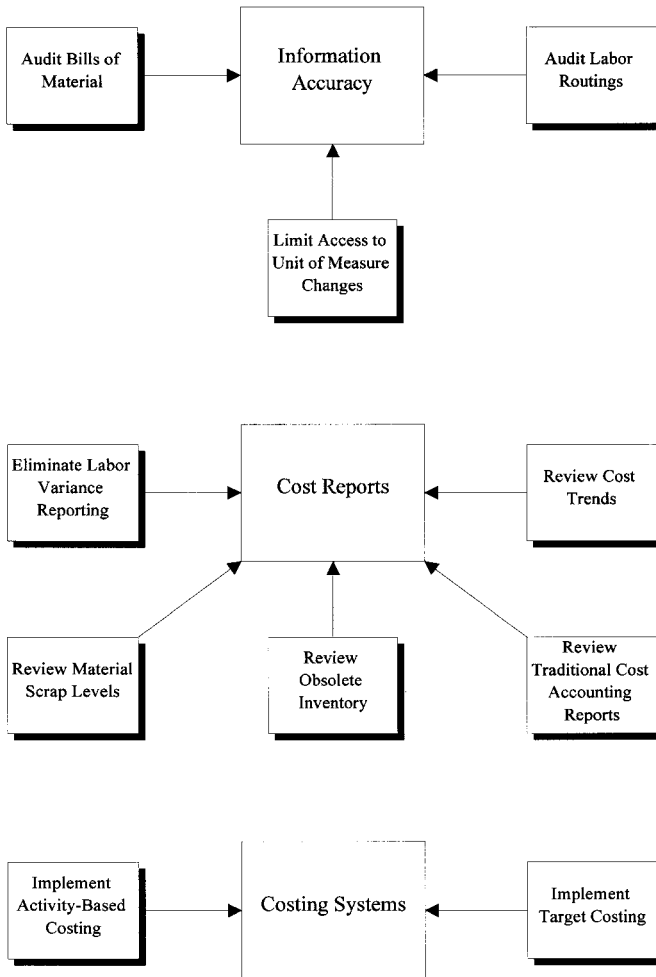 Audit Bills of
Material
Information
Accuracy
Audit Labor
Routings
Limit Access to
Unit of Measure
Changes
Eliminate Labor
Variance
Reporting
Cost Reports
Review Cost
Trends
Review Material
Scrap Levels
Review
Obsolete
Inventory
Review
Traditional Cost
Accounting
Reports
Implement
Activity-Based
Costing
Costing Systems
Implement
Target Costing